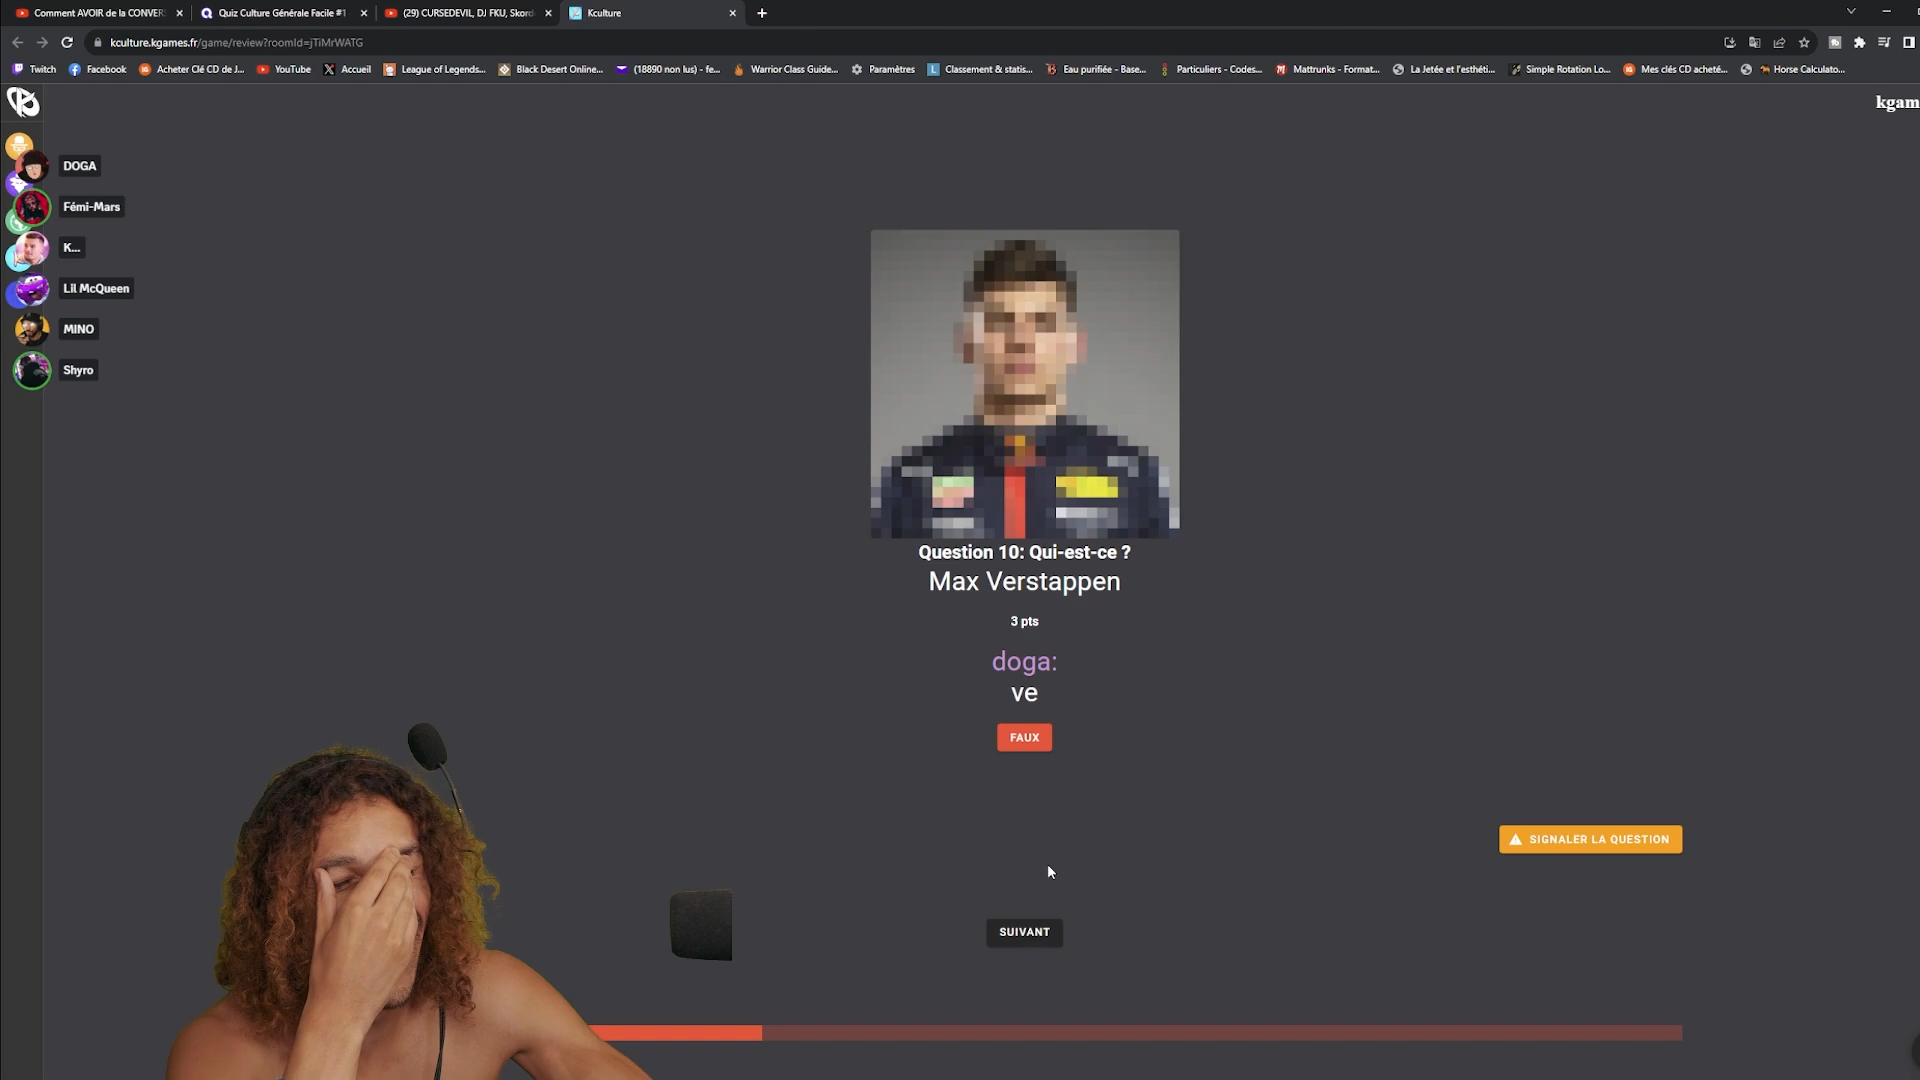 Comment AVOIR de la CONVER
Quiz Culture Générale Facile #1
(29) CURSEDEVIL, DJ FKU, Skord
Kculture
kculture.kgames.fr/game/review?roomId=jTiMrWATG
Twitch
Facebook
Acheter Clé CD de J...
YouTube
Accueil
League of Legends...
Black Desert Online...
(18890 non lus) - fe...
Warrior Class Guide...
Paramètres
Classement & statis...
Eau purifiée - Base...
Particuliers - Codes...
Mattrunks - Format...
La Jetée et l'esthéti...
Simple Rotation Lo...
Mes clés CD acheté...
Horse Calculato...
kgam
DOGA
Fémi-Mars
K...
Lil McQueen
MINO
Shyro
Question 10: Qui-est-ce ?
Max Verstappen
3 pts
doga:
ve
FAUX
SIGNALER LA QUESTION
SUIVANT